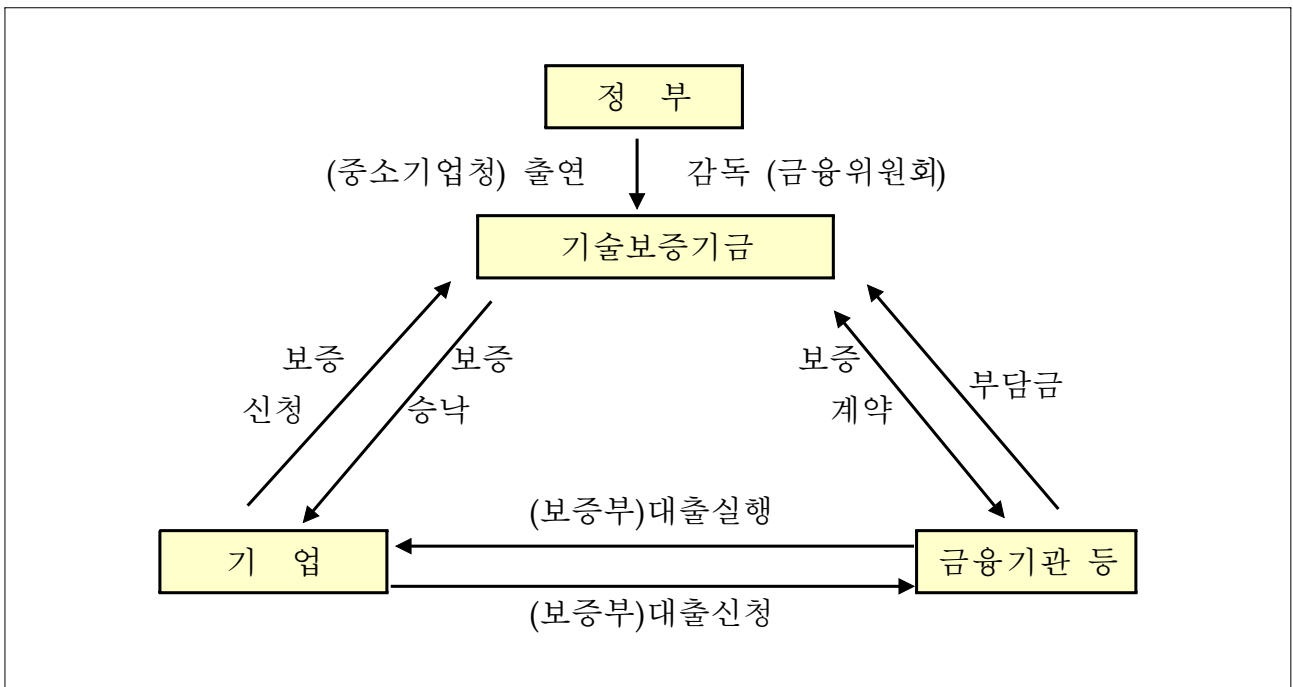 정 부
(중소기업청) 출연 감독 (금융위원회)
기술보증기금
보증 보증 보증 부담금
신청 승낙 계약
(보증부)대출실행
기 업 금융기관 등
(보증부)대출신청